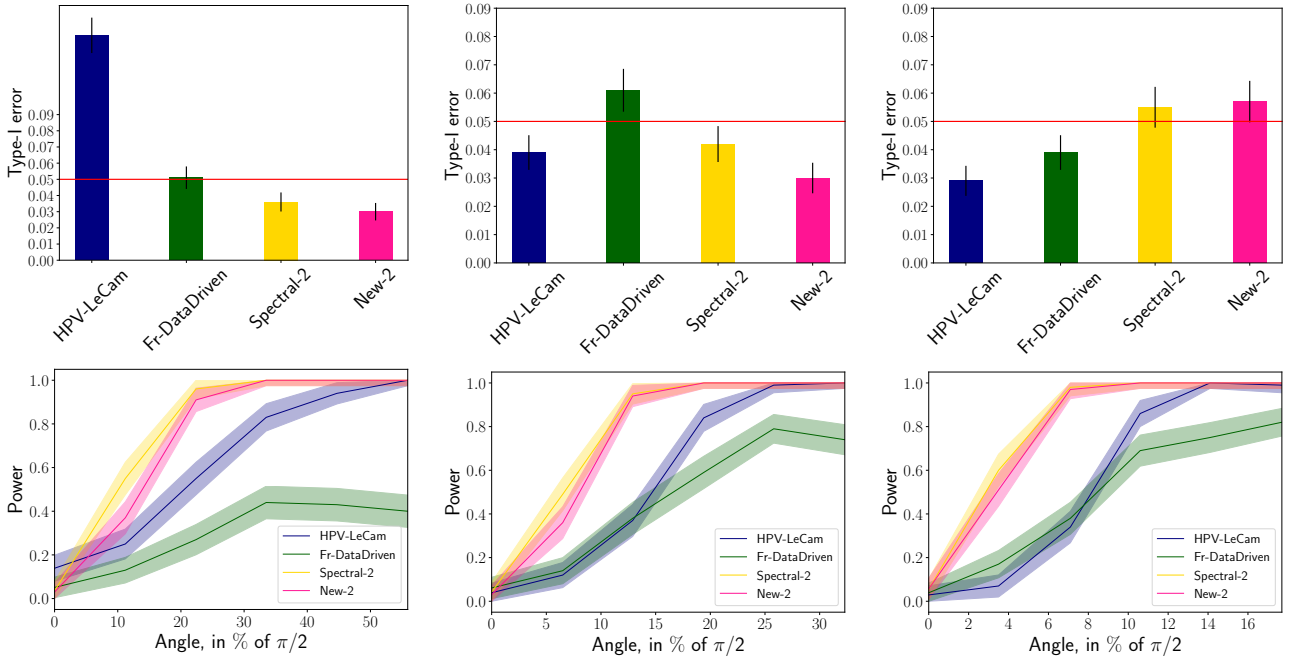 0.09
0.06
0.05
0.04
0.03
0.02
0.01
0.00
Type-I error
HPV-LeCam
Fr-DataDriven
Spectral-2
New-2
0.09
0.08
0.07
0.06
0.05
0.04
0.03
0.02
0.01
0.00
Type-I error
HPV-LeCam
Fr-DataDriven
Spectral-2
New-2
0.09
0.08
0.07
0.06
0.05
0.04
0.03
0.02
0.01
0.00
Type-I error
HPV-LeCam
Fr-DataDriven
Spectral-2
New-2
1.0
0.8
0.6
0.4
0.2
0.0
Power
HPV-LeCam
Fr-DataDriven
Spectral-2
New-2
0 10 20 30 40 50
Angle, in % of π/2
1.0
0.8
0.6
0.4
0.2
0.0
Power
HPV-LeCam
Fr-DataDriven
Spectral-2
New-2
0 5 10 15 20 25 30
Angle, in % of π/2
1.0
0.8
0.6
0.4
0.2
0.0
Power
HPV-LeCam
Fr-DataDriven
Spectral-2
New-2
0 2 4 6 8 10 12 14 16
Angle, in % of π/2